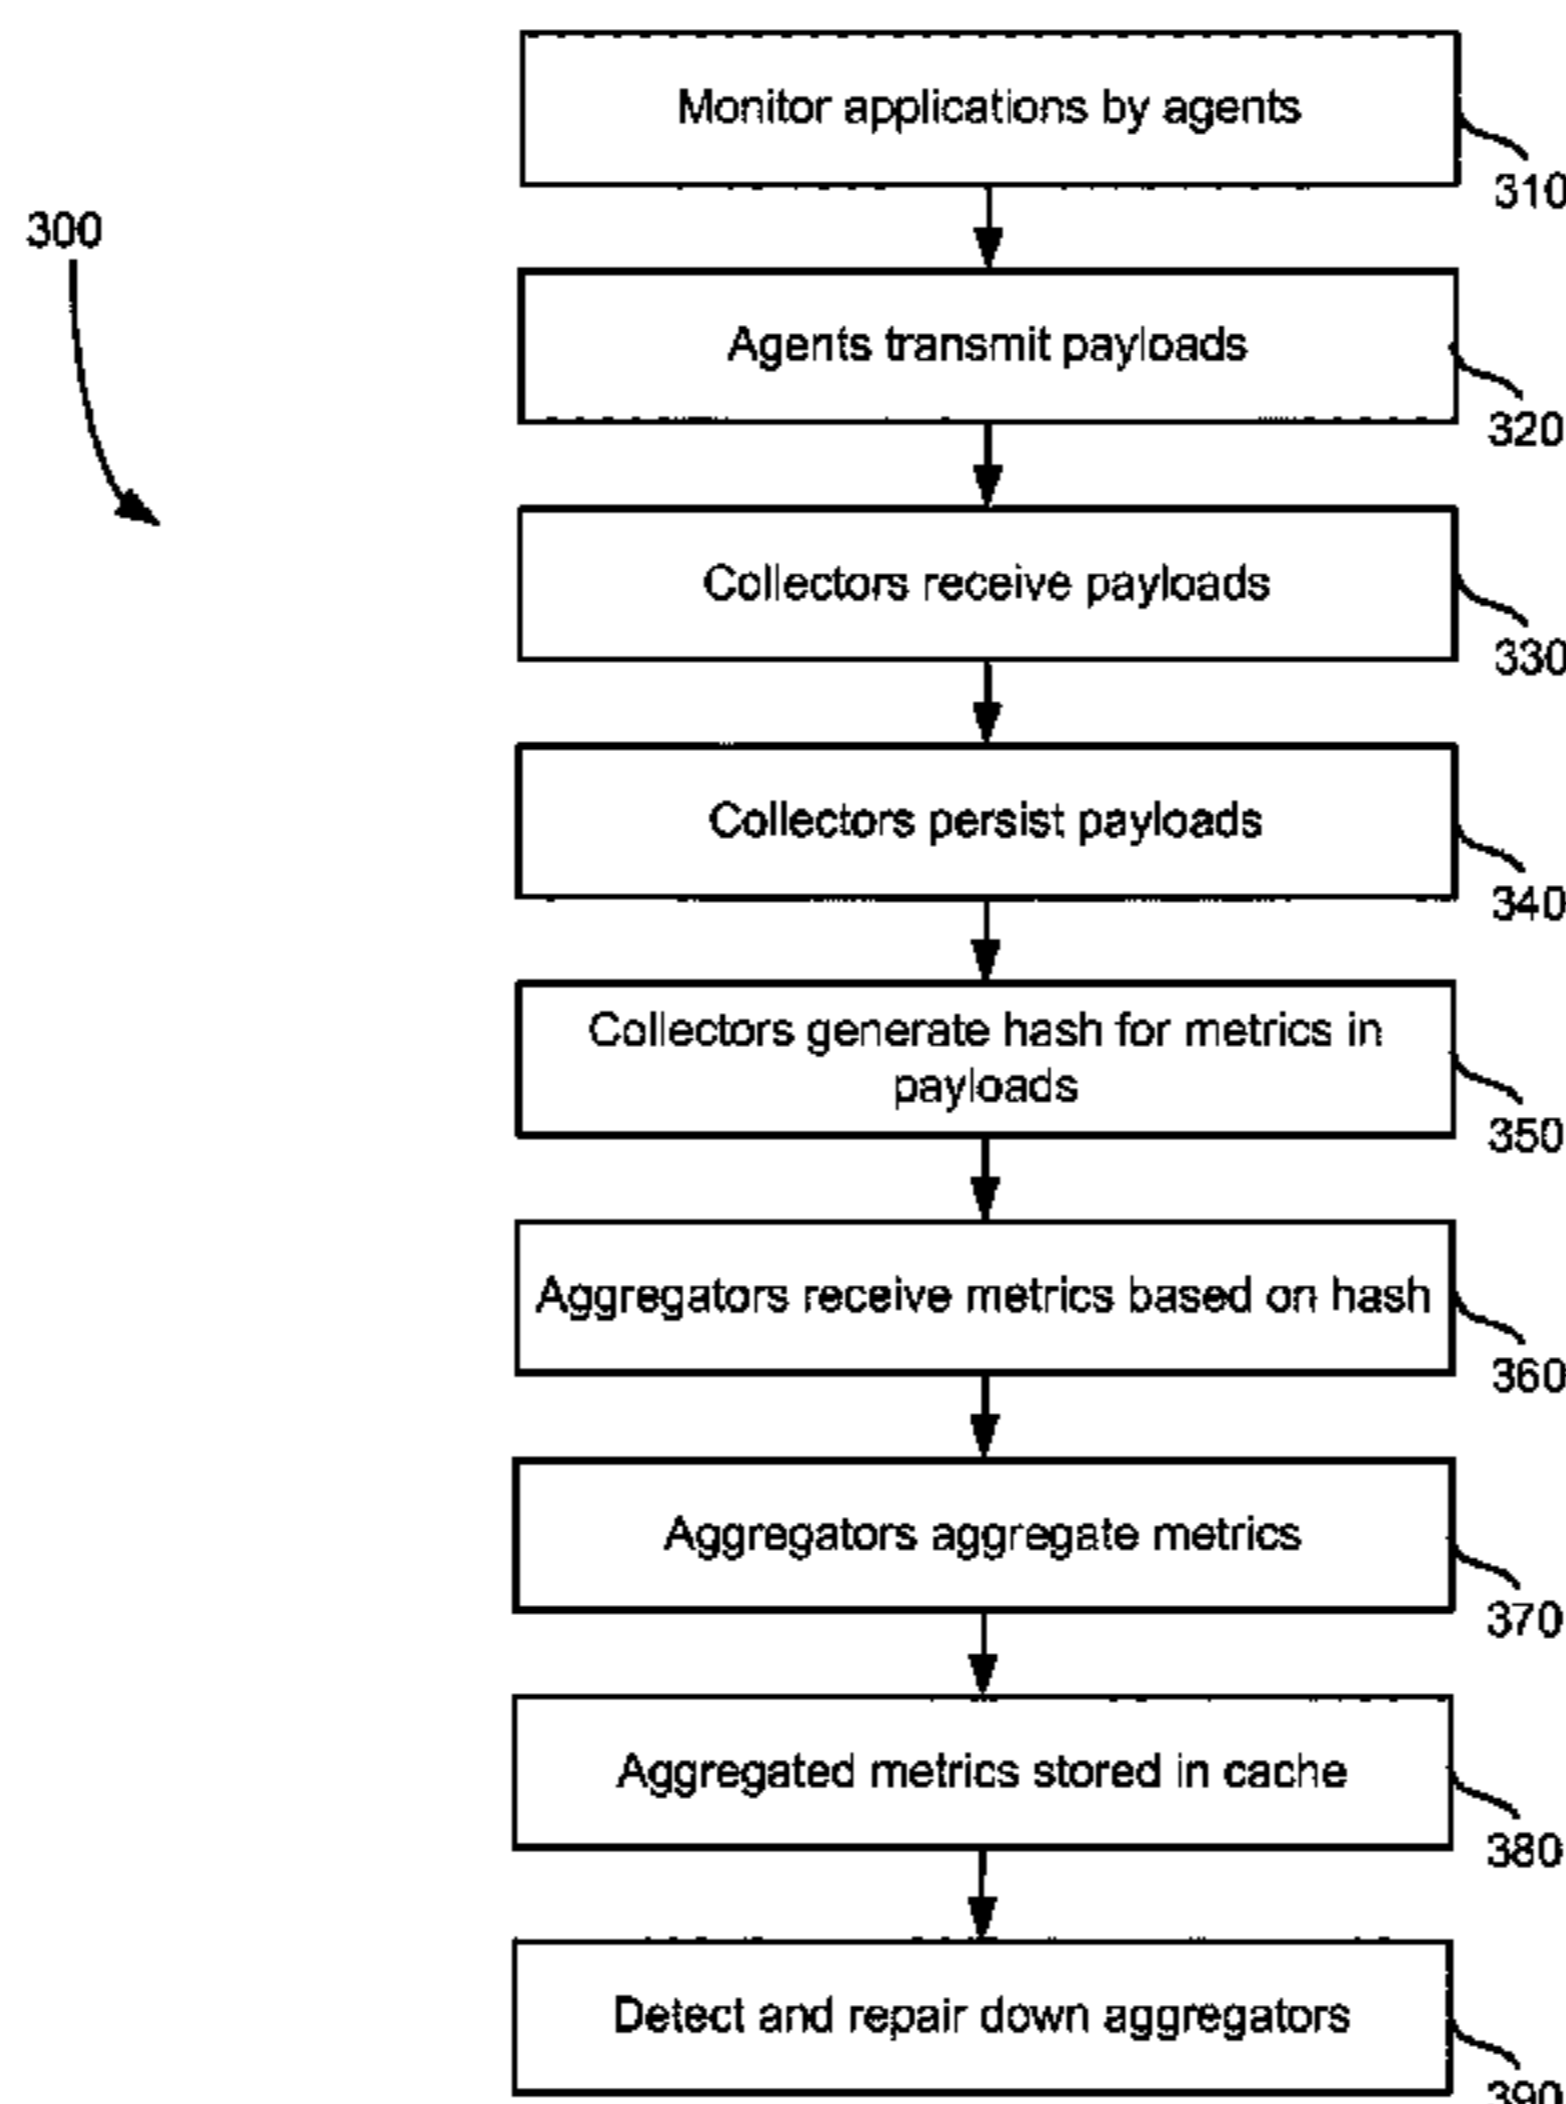 Monitor applications by agents
310
300
Agents transmit payloads
320
Collectors receive payloads
330
Collectors persist payloads
340
Collectors generate hash for metrics in
payloads
350
Aggregators receive metrics based on hash
360
Aggregators aggregate metrics
370
Aggregated metrics stored in cache
380
Detect and repair down aggregators
390